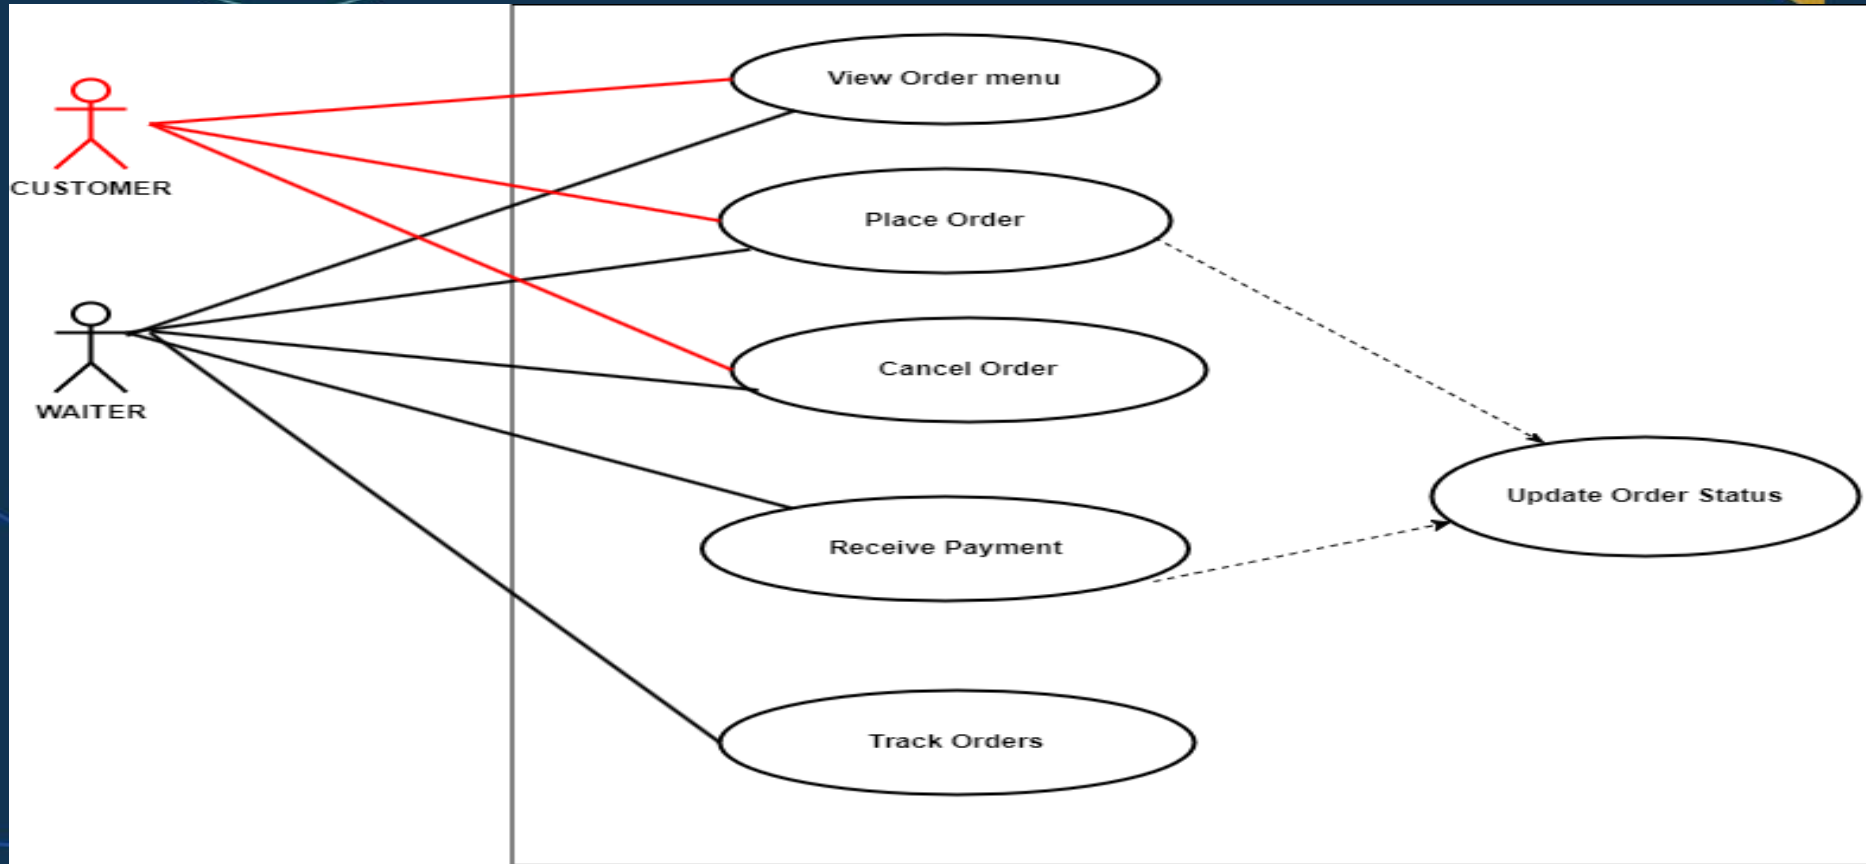 View Order menu
CUSTOMER
Place Order
Cancel Order
WAITER
Update Order Status
Receive Payment
Track Orders